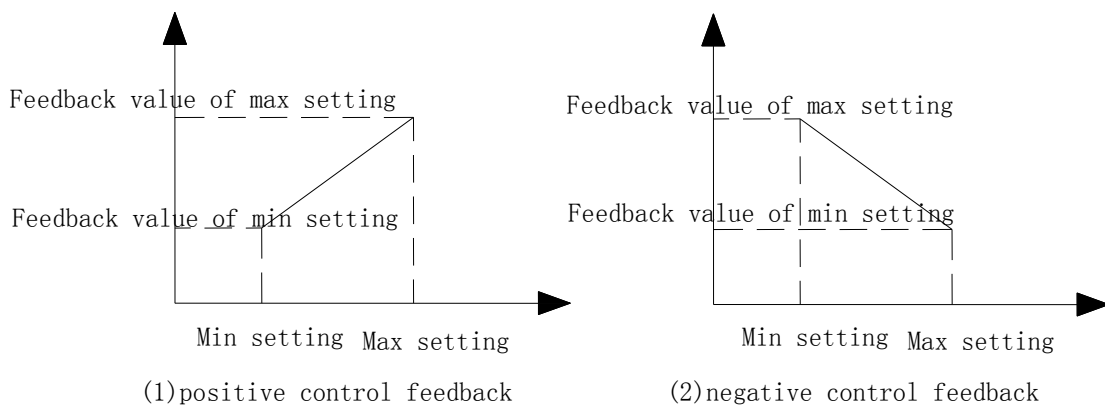 Feedback value of max setting
Feedback value of min setting
Min setting
Max setting
(1)positive control feedback
Feedback value of max setting
Feedback value of min setting
Min setting
Max setting
(2)negative control feedback